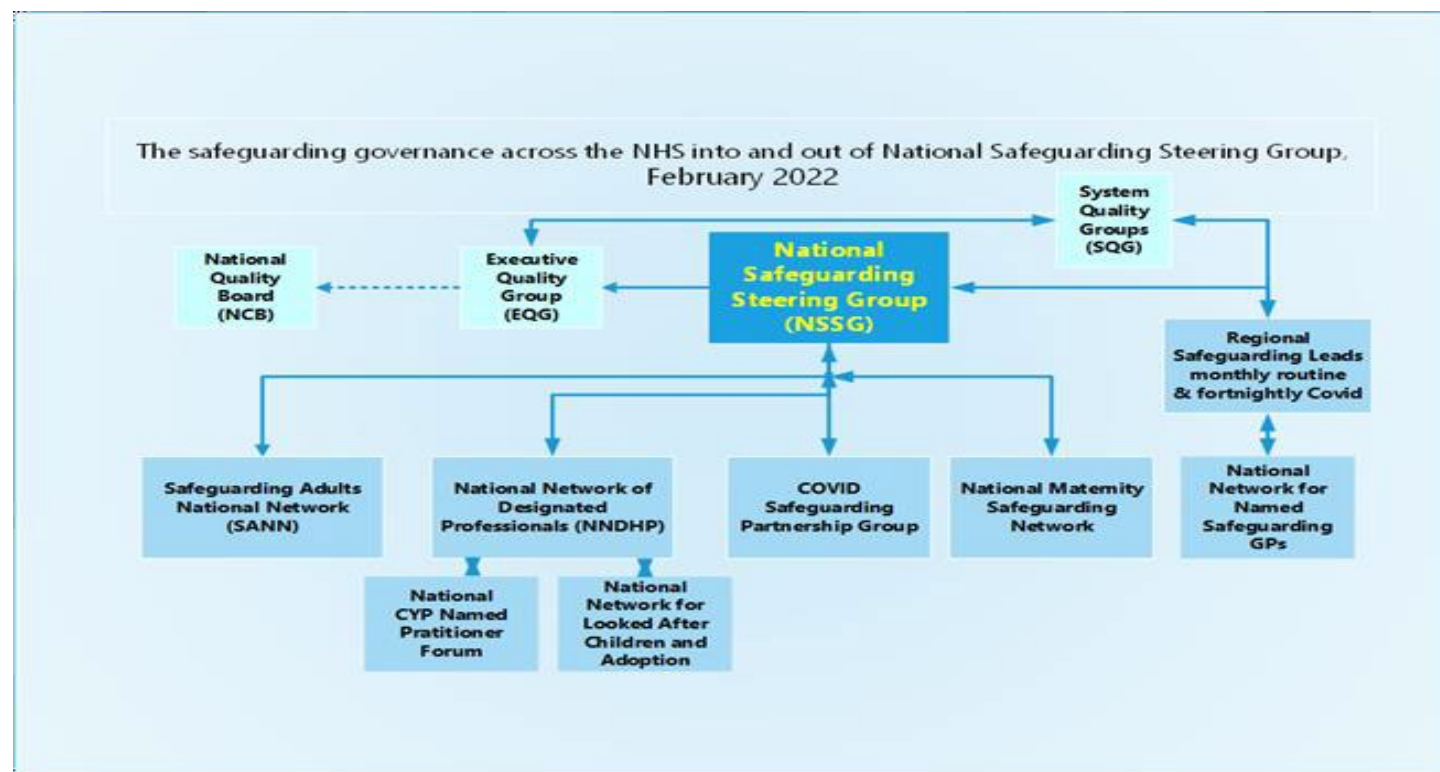 The safeguarding governance across the NHS into and out of National Safeguarding Steering Group,
February 2022
System
Quality
Groups
(SQG)
National
Quality
Board
(NCB)
Executive
Quality
Group
(EQG)
National
Safeguarding
Steering Group
(NSSG)
Regional
Safeguarding Leads
monthly routine
& fortnightly Covid
Safeguarding Adults
National Network
(SANN)
National Network of
Designated
Professionals (NNDHP)
COVID
Safeguarding
Partnership Group
National Maternity
Safeguarding
Network
National
Network for
Named
Safeguarding
GPs
National
CYP Named
Pratitioner
Forum
National
Network for
Looked After
Children and
Adoption